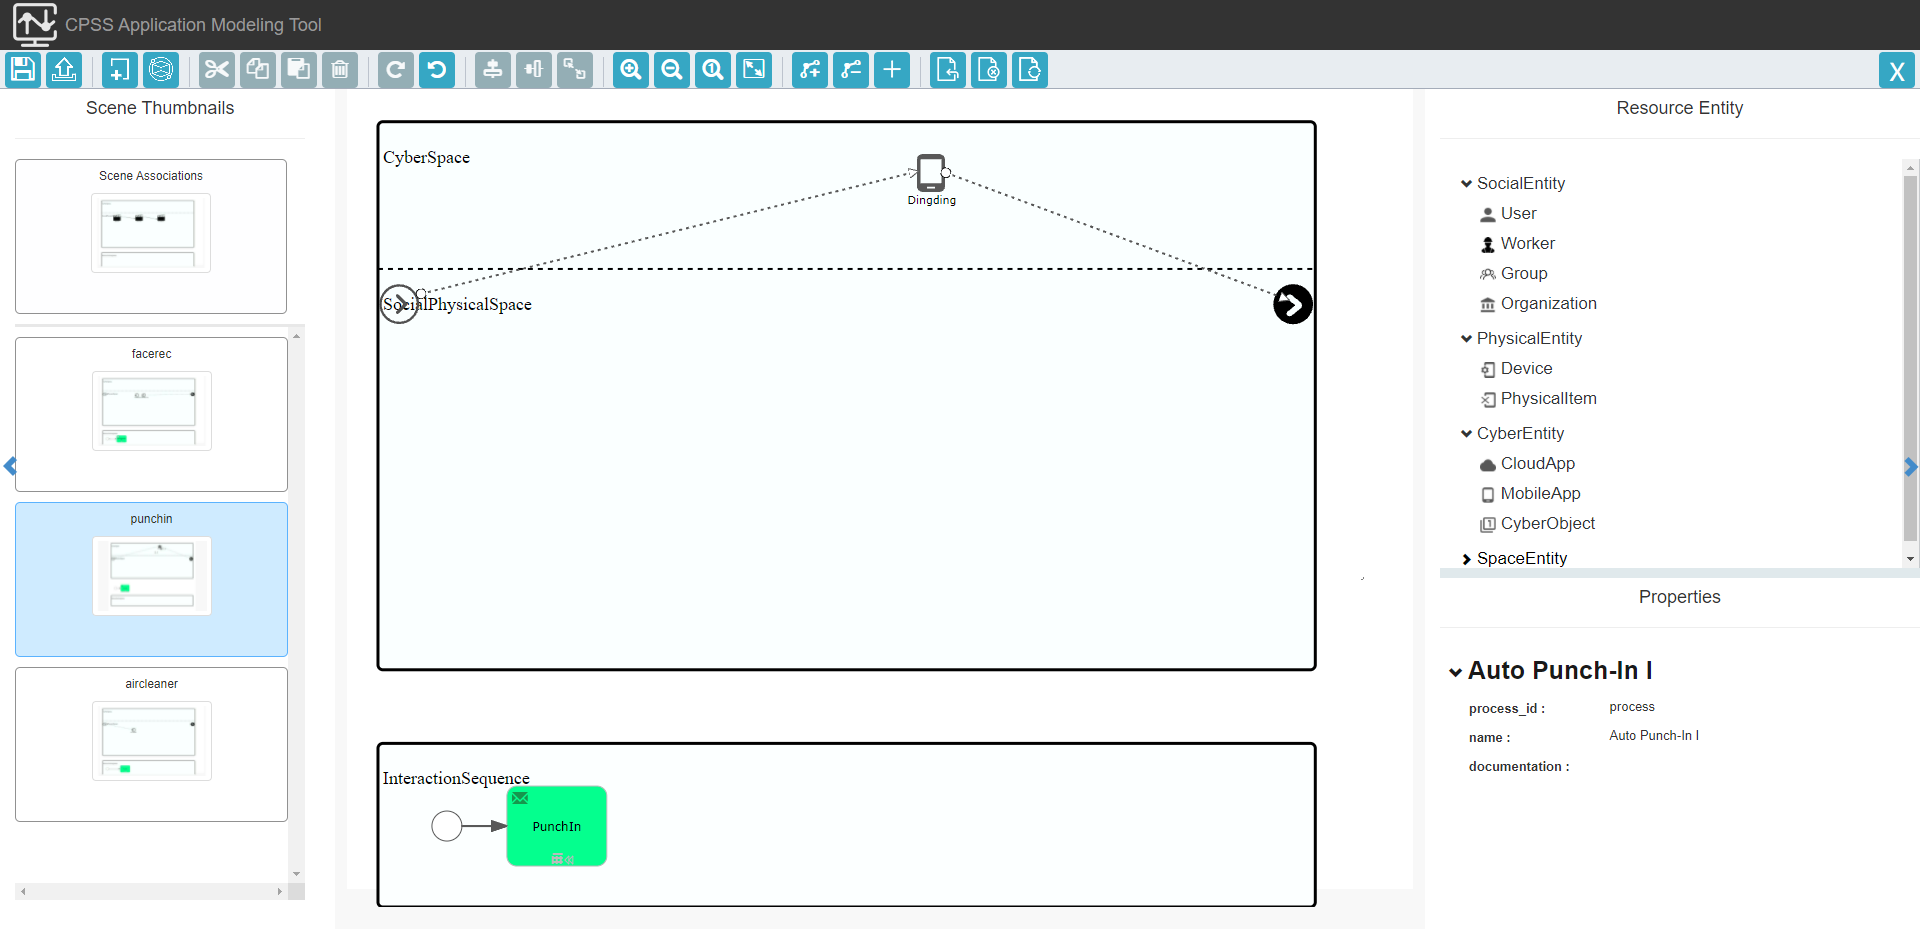 CPSS Application Modeling Tool
X
Scene Thumbnails
Scene Associations
facerec
punchin
aircleaner
CyberSpace
Dingding
SocialPhysicalSpace
InteractionSequence
PunchIn
Resource Entity
SocialEntity
User
Worker
Group
Organization
PhysicalEntity
Device
PhysicalItem
CyberEntity
CloudApp
MobileApp
CyberObject
SpaceEntity
Properties
Auto Punch-In I
process_id : process
name : Auto Punch-In I
documentation :